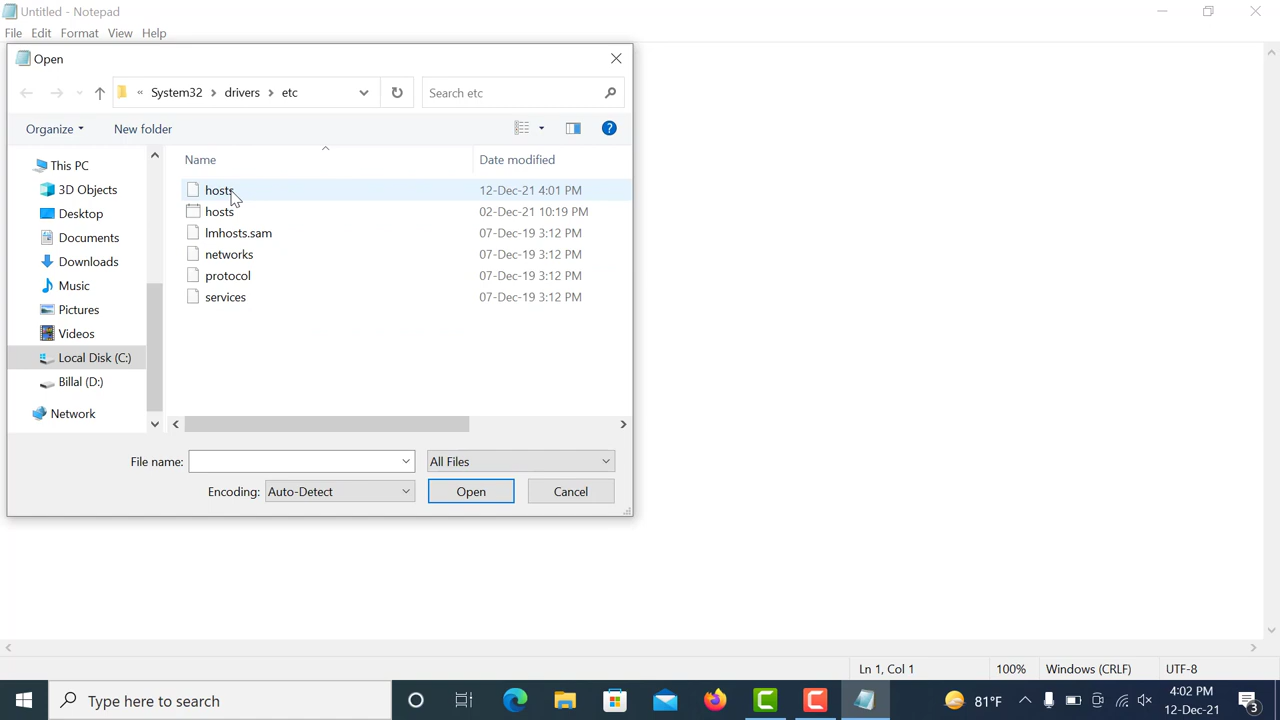 Untitled - Notepad
File Edit Format View Help
Open
« System32 > drivers > etc
Search etc
Organize
New folder
Name
Date modified
This PC
3D Objects
Desktop
Documents
Downloads
Music
Pictures
Videos
Local Disk (C:)
Billal (D:)
Network
hosts 12-Dec-21 4:01 PM
hosts 02-Dec-21 10:19 PM
lmhosts.sam 07-Dec-19 3:12 PM
networks 07-Dec-19 3:12 PM
protocol 07-Dec-19 3:12 PM
services 07-Dec-19 3:12 PM
File name:
All Files
Encoding: Auto-Detect
Open
Cancel
Ln 1, Col 1
100%
Windows (CRLF)
UTF-8
Type here to search
81°F
4:02 PM
12-Dec-21
3